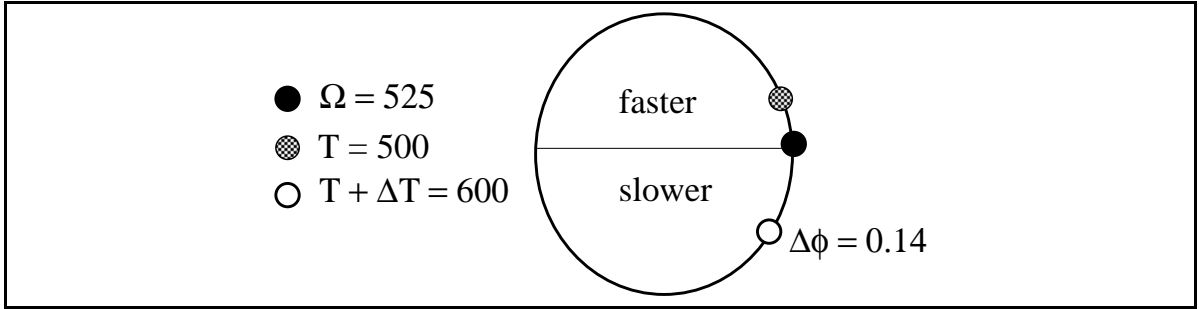 Ω = 525
T = 500
T + ΔT = 600
faster
slower
Δϕ = 0.14